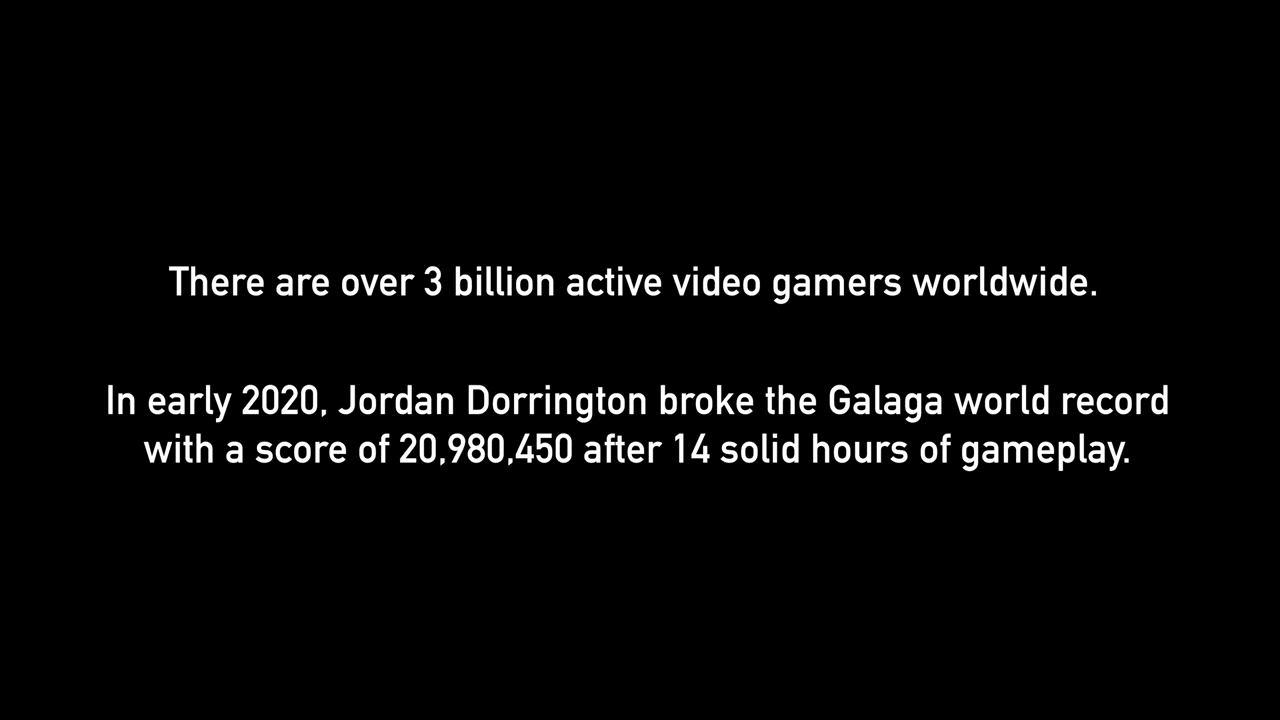 There are over 3 billion active video gamers worldwide.
In early 2020, Jordan Dorrington broke the Galaga world record
with a score of 20,980,450 after 14 solid hours of gameplay.